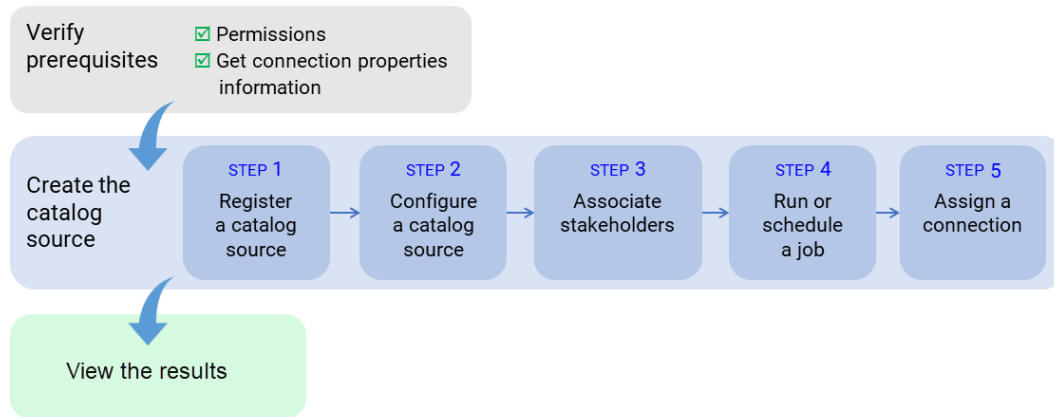 Verify
prerequisites
Permissions
Get connection properties
information
Create the
catalog
source
STEP 1
Register
a catalog
source
STEP 2
Configure
a catalog
source
STEP 3
Associate
stakeholders
STEP 4
Run or
schedule
a job
STEP 5
Assign a
connection
View the results